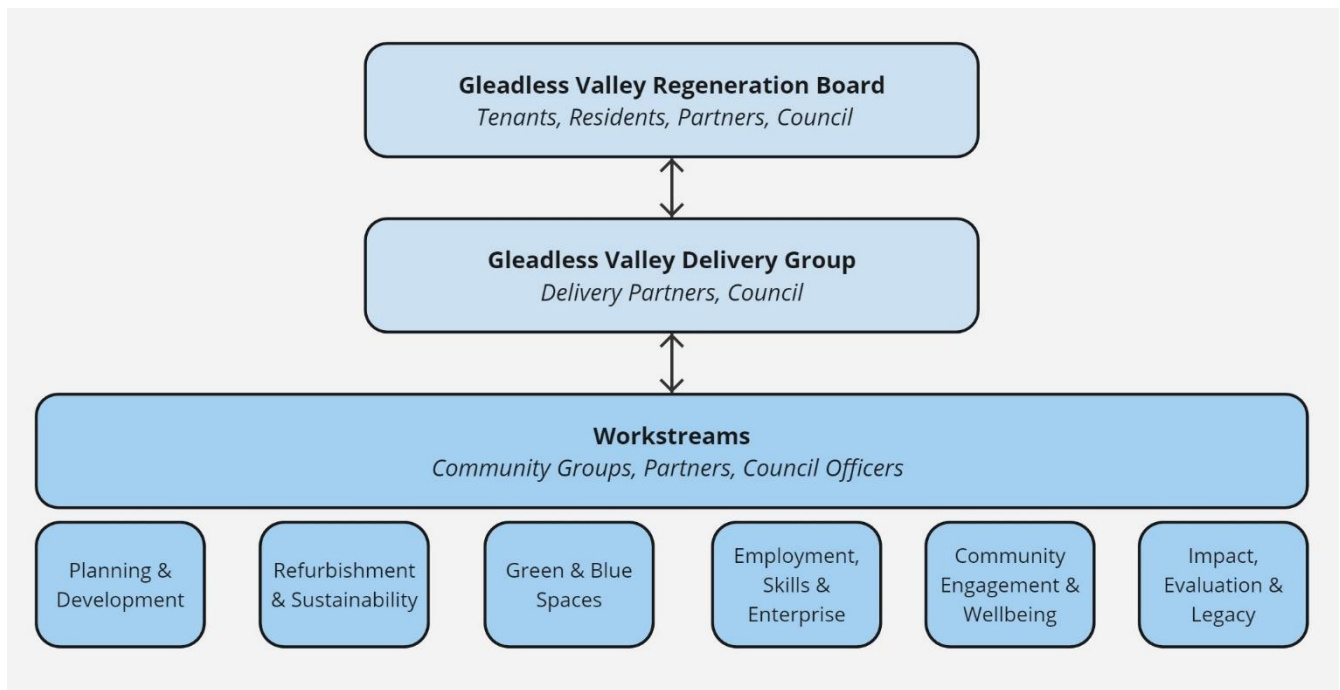 Gleadless Valley Regeneration Board
Tenants, Residents, Partners, Council
Gleadless Valley Delivery Group
Delivery Partners, Council
Workstreams
Community Groups, Partners, Council Officers
Planning &
Development
Refurbishment
& Sustainability
Green & Blue
Spaces
Employment,
Skills &
Enterprise
Community
Engagement &
Wellbeing
Impact,
Evaluation &
Legacy